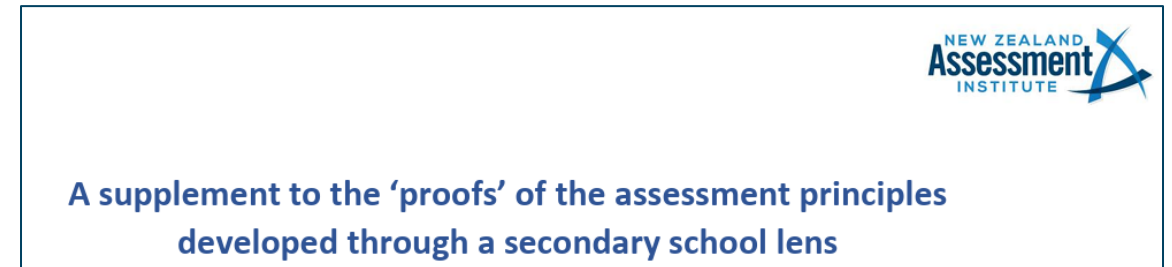 NEW ZEALAND
Assessment
INSTITUTE
A supplement to the ‘proofs’ of the assessment principles
developed through a secondary school lens